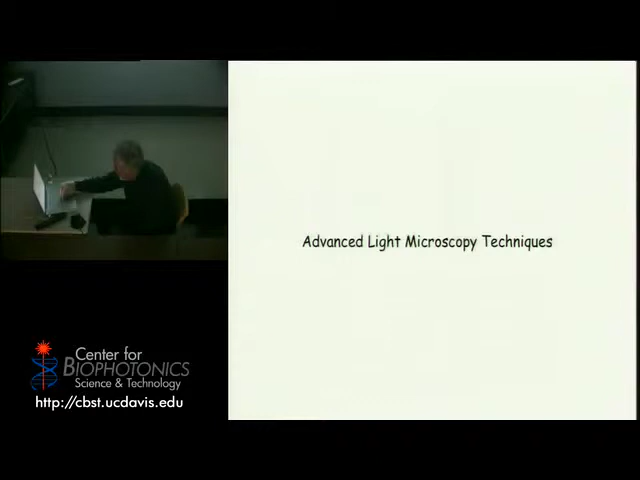 Advanced Light Microscopy Techniques
Center for
BIOPHOTONICS
Science & Technology
http://cbst.ucdavis.edu